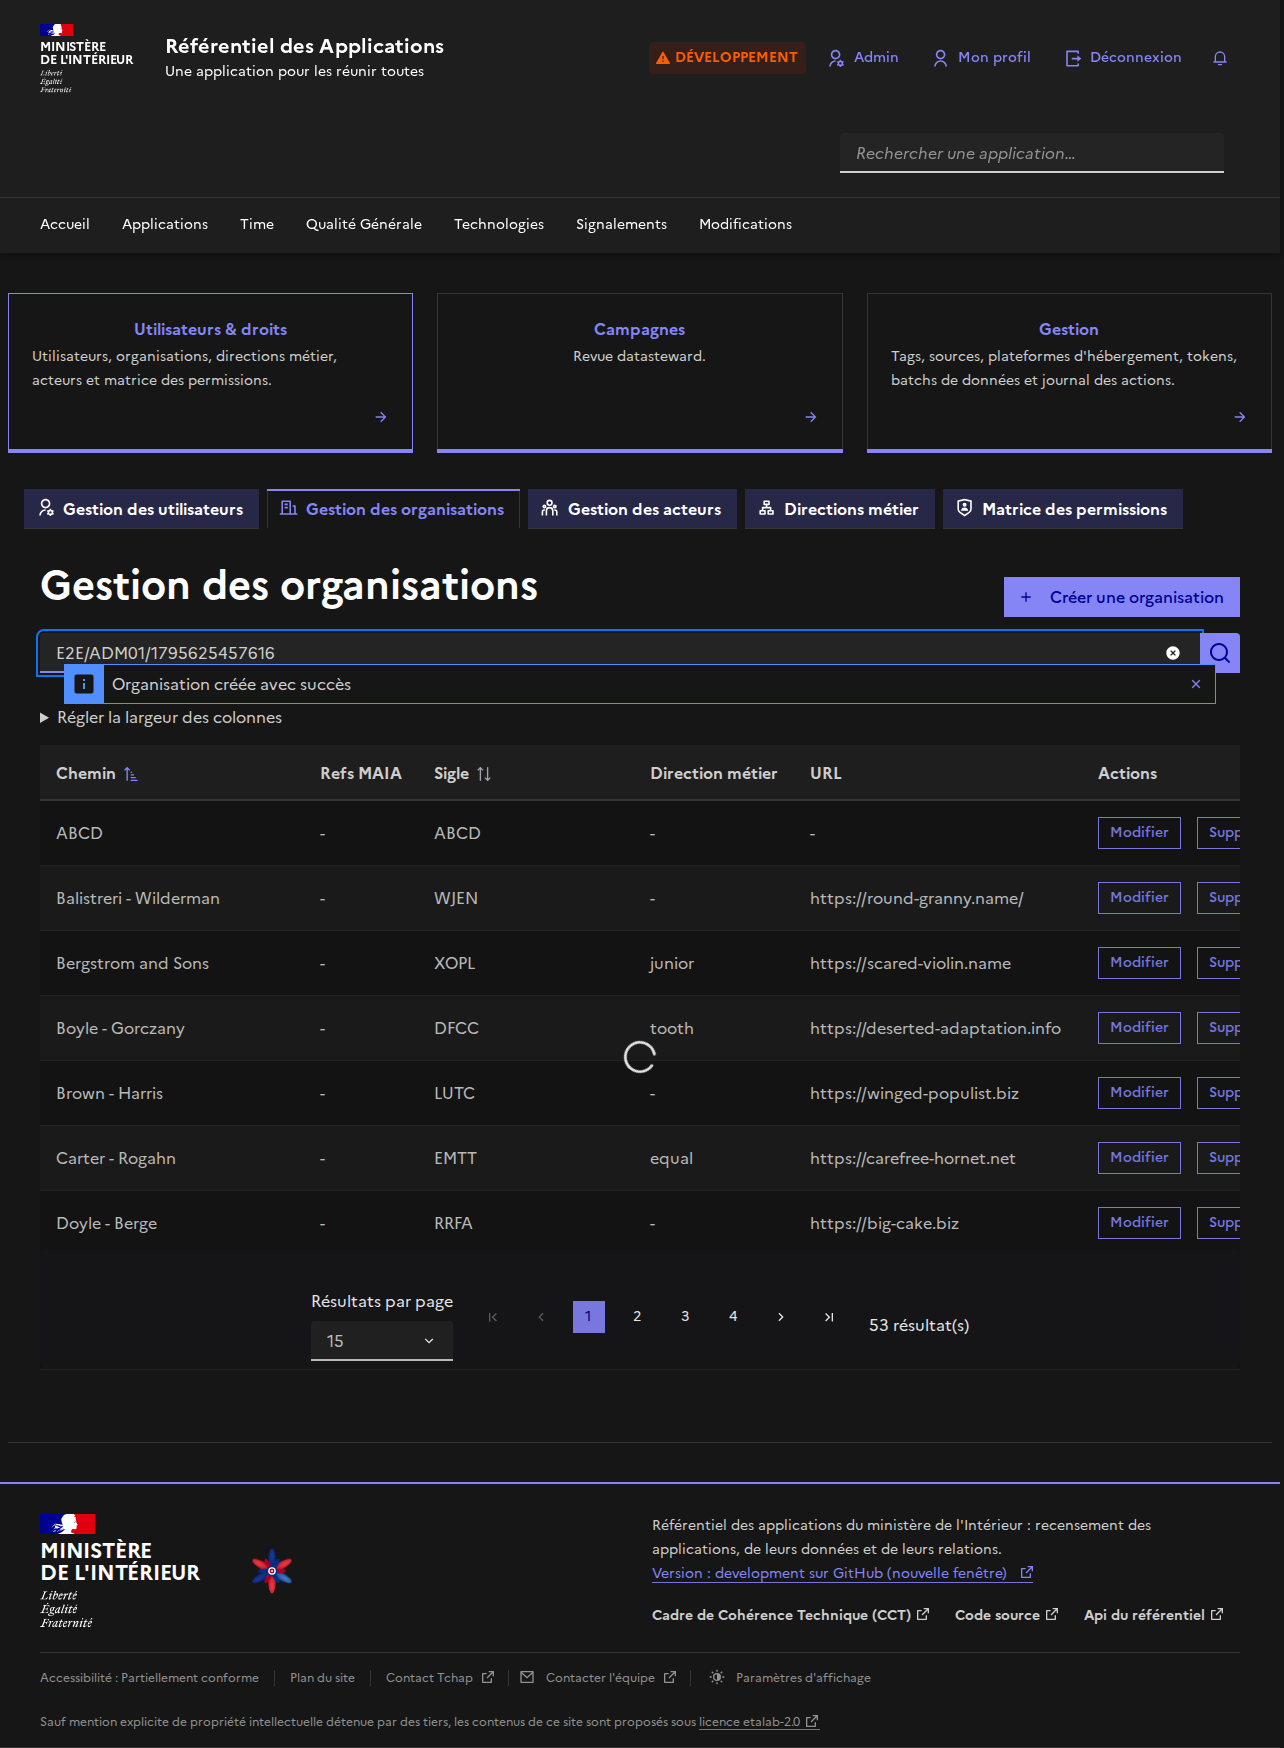 MINISTÈRE
DE L'INTÉRIEUR
Liberté
Égalité
Fraternité
Référentiel des Applications
Une application pour les réunir toutes
DÉVELOPPEMENT
Admin
Mon profil
Déconnexion
Rechercher une application…
Accueil
Applications
Time
Qualité Générale
Technologies
Signalements
Modifications
Utilisateurs & droits
Utilisateurs, organisations, directions métier,
acteurs et matrice des permissions.
Campagnes
Revue datasteward.
Gestion
Tags, sources, plateformes d'hébergement, tokens,
batchs de données et journal des actions.
Gestion des utilisateurs
Gestion des organisations
Gestion des acteurs
Directions métier
Matrice des permissions
Gestion des organisations
+ Créer une organisation
E2E/ADM01/1795625457616
Organisation créée avec succès
Régler la largeur des colonnes
Chemin Refs MAIA Sigle Direction métier URL Actions
ABCD - ABCD - - Modifier Supp
Balistreri - Wilderman - WJEN - https://round-granny.name/ Modifier Supp
Bergstrom and Sons - XOPL junior https://scared-violin.name Modifier Supp
Boyle - Gorczany - DFCC tooth https://deserted-adaptation.info Modifier Supp
Brown - Harris - LUTC - https://winged-populist.biz Modifier Supp
Carter - Rogahn - EMTT equal https://carefree-hornet.net Modifier Supp
Doyle - Berge - RRFA - https://big-cake.biz Modifier Supp
Résultats par page
15
1 2 3 4
53 résultat(s)
MINISTÈRE
DE L'INTÉRIEUR
Liberté
Égalité
Fraternité
Référentiel des applications du ministère de l'Intérieur : recensement des
applications, de leurs données et de leurs relations.
Version : development sur GitHub (nouvelle fenêtre)
Cadre de Cohérence Technique (CCT)
Code source
Api du référentiel
Accessibilité : Partiellement conforme
Plan du site
Contact Tchap
Contacter l'équipe
Paramètres d'affichage
Sauf mention explicite de propriété intellectuelle détenue par des tiers, les contenus de ce site sont proposés sous licence etalab-2.0